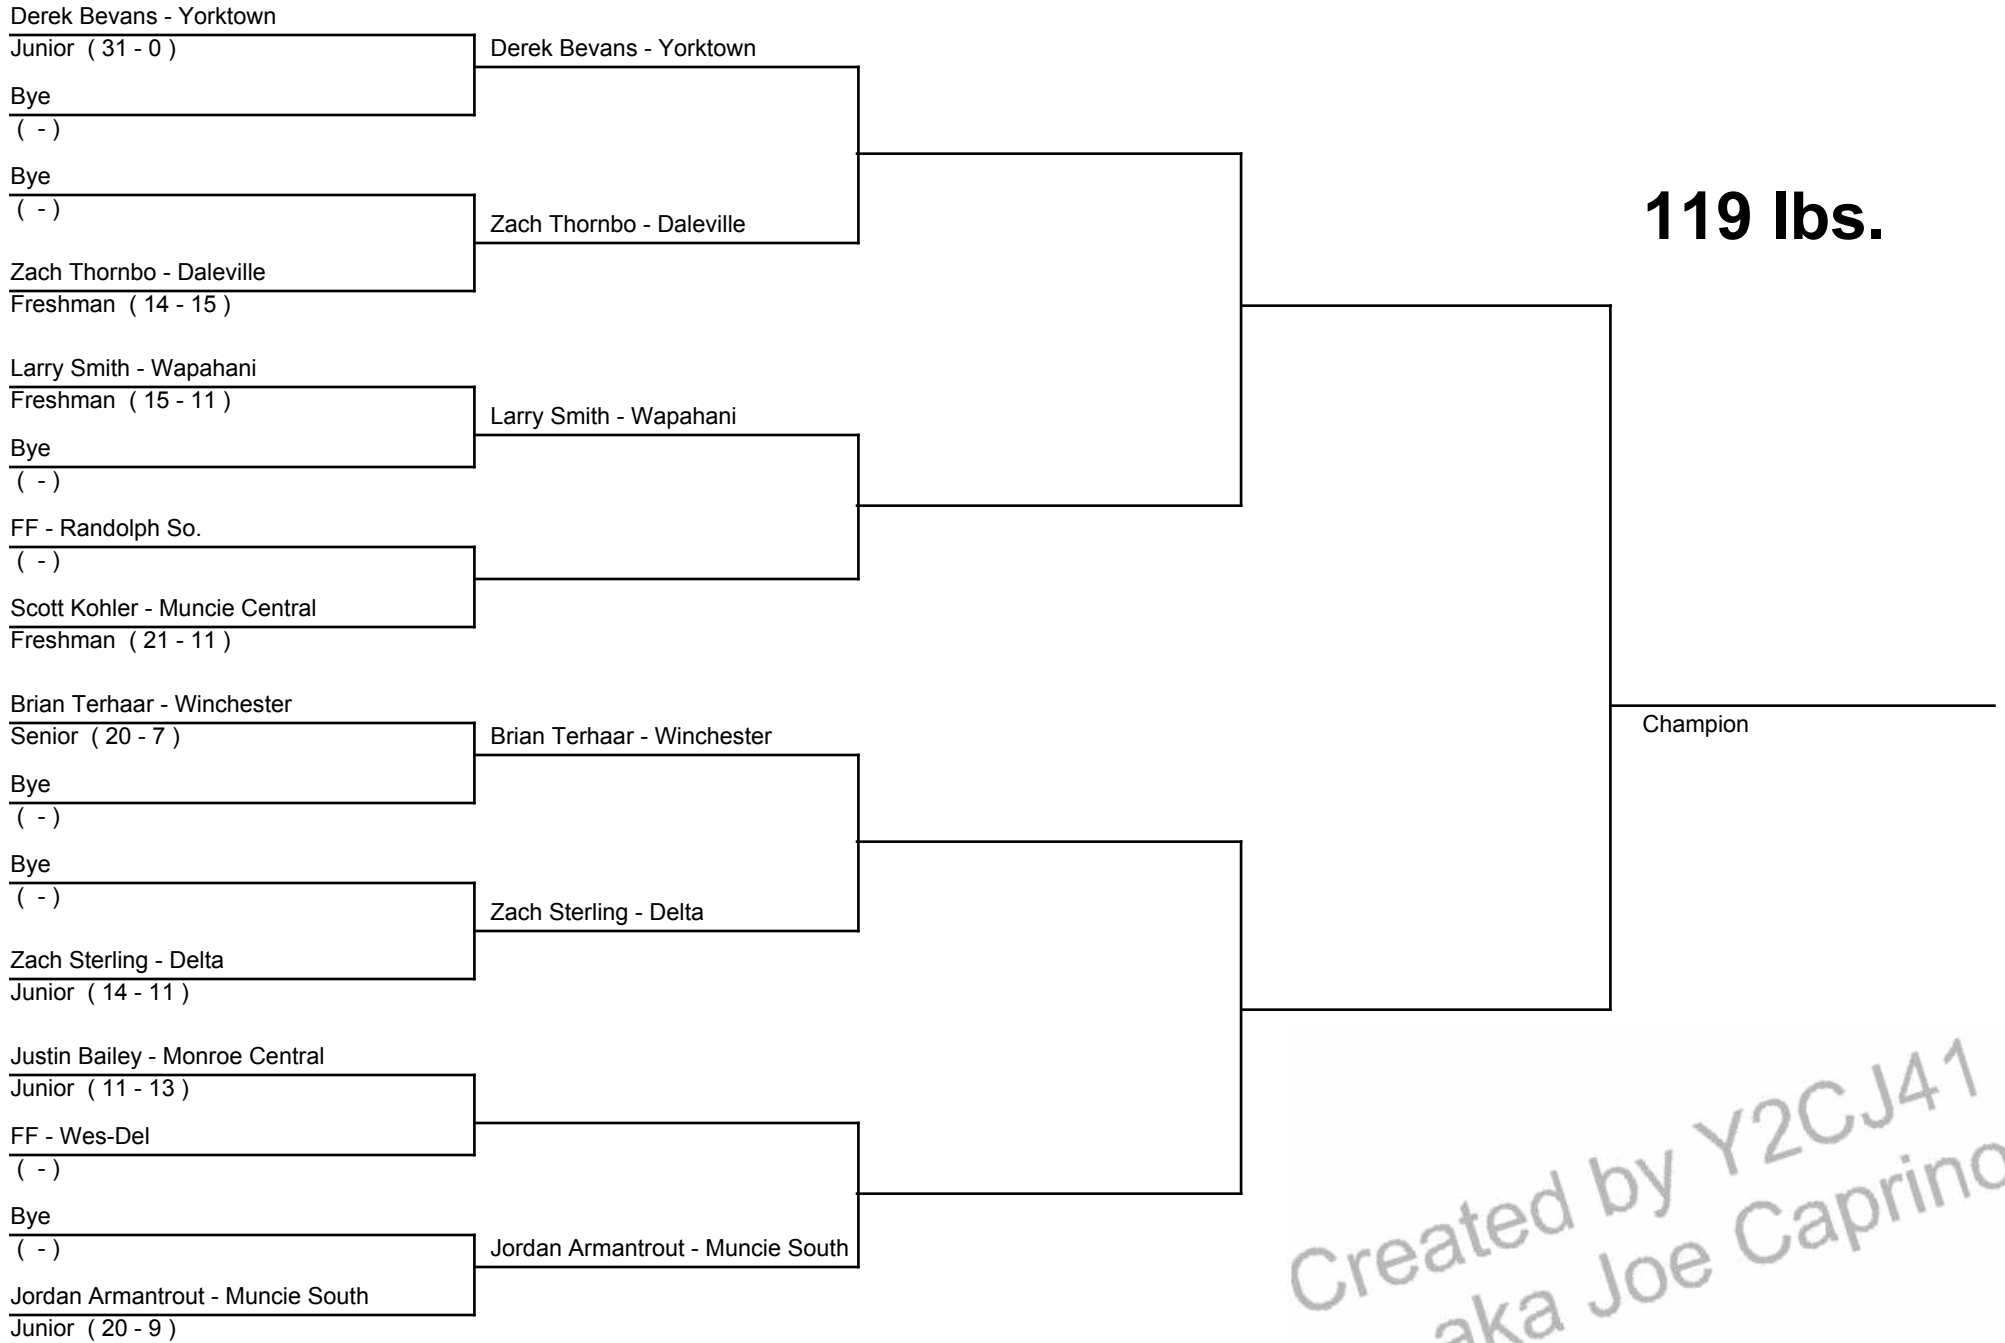 Derek Bevans - Yorktown
Junior ( 31 - 0 )
Bye
( - )
Bye
( - )
Zach Thornbo - Daleville
Freshman ( 14 - 15 )
Larry Smith - Wapahani
Freshman ( 15 - 11 )
Bye
( - )
FF - Randolph So.
( - )
Scott Kohler - Muncie Central
Freshman ( 21 - 11 )
Brian Terhaar - Winchester
Senior ( 20 - 7 )
Bye
( - )
Bye
( - )
Zach Sterling - Delta
Junior ( 14 - 11 )
Justin Bailey - Monroe Central
Junior ( 11 - 13 )
FF - Wes-Del
( - )
Bye
( - )
Jordan Armantrout - Muncie South
Junior ( 20 - 9 )
Derek Bevans - Yorktown
Zach Thornbo - Daleville
Larry Smith - Wapahani
Brian Terhaar - Winchester
Zach Sterling - Delta
Jordan Armantrout - Muncie South
119 lbs.
Champion
Created by Y2CJ41
aka Joe Caprino